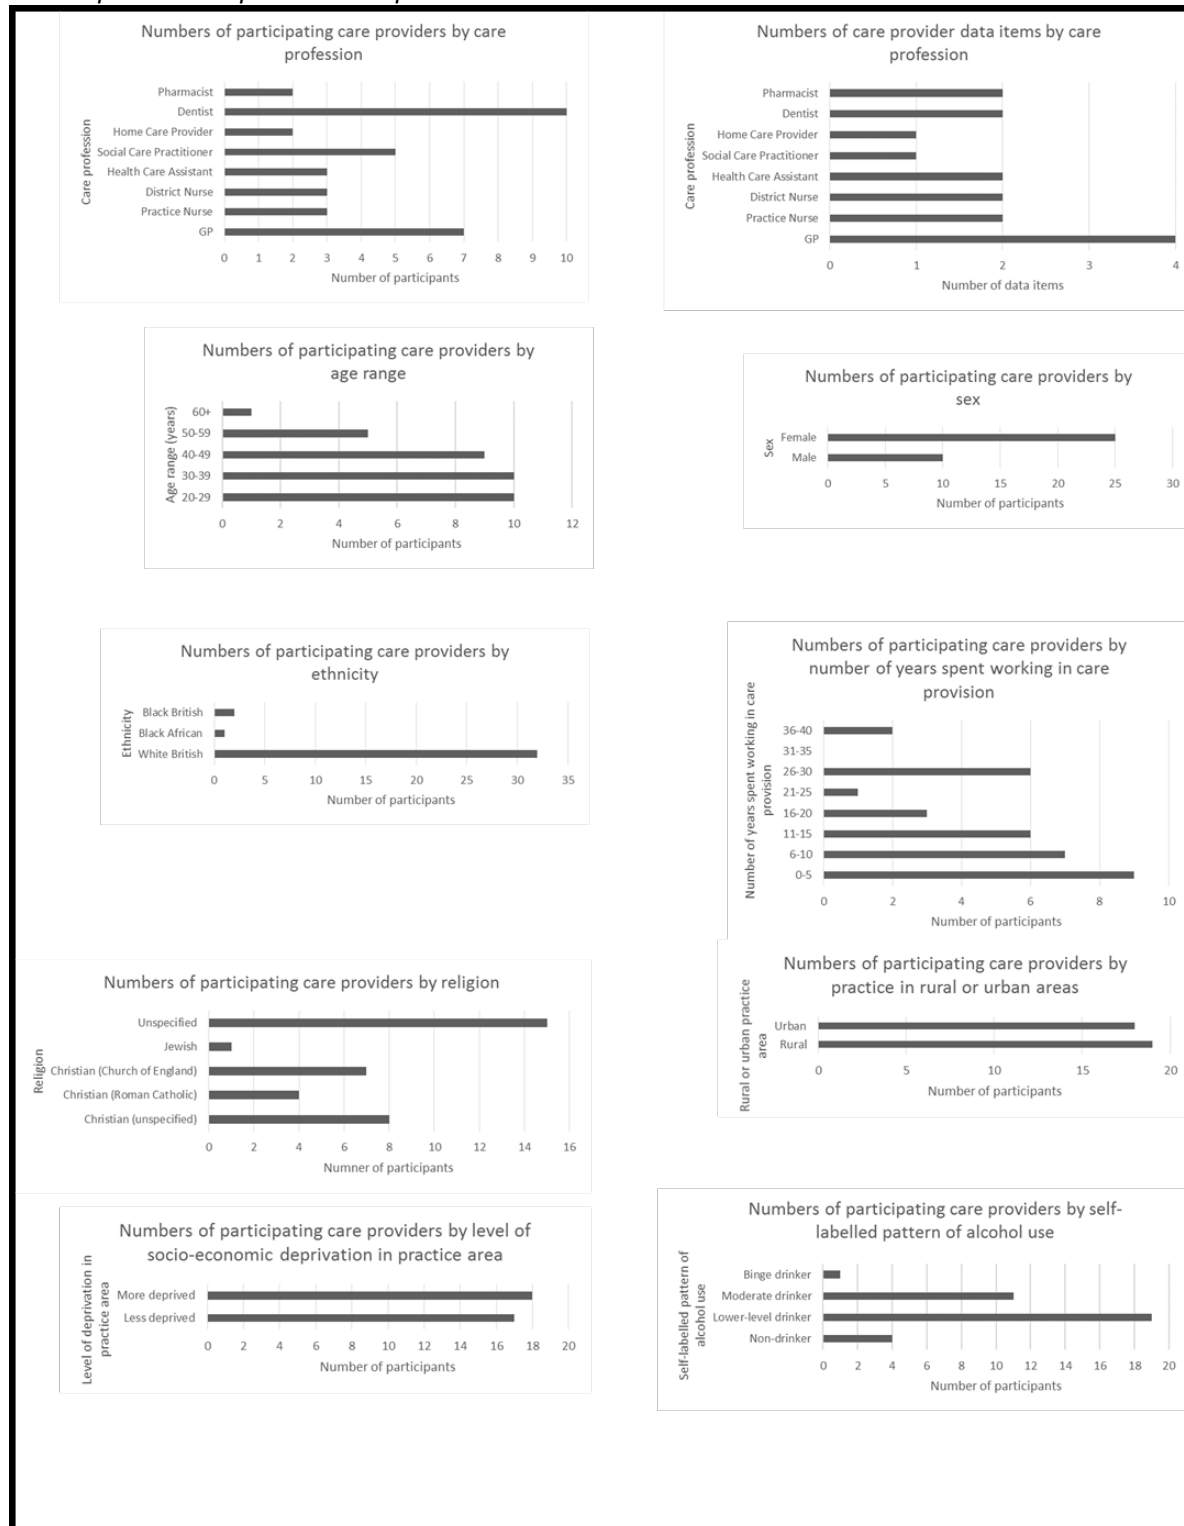 Numbers of participating care providers by care
profession
Care profession
Pharmacist
Dentist
Home Care Provider
Social Care Practitioner
Health Care Assistant
District Nurse
Practice Nurse
GP
0 1 2 3 4 5 6 7 8 9 10
Number of participants
Numbers of care provider data items by care
profession
Care profession
Pharmacist
Dentist
Home Care Provider
Social Care Practitioner
Health Care Assistant
District Nurse
Practice Nurse
GP
0 1 2 3 4
Number of data items
Numbers of participating care providers by
age range
Age range (years)
60+
50-59
40-49
30-39
20-29
0 2 4 6 8 10 12
Number of participants
Numbers of participating care providers by
sex
Sex
Female
Male
0 5 10 15 20 25 30
Number of participants
Numbers of participating care providers by
ethnicity
Ethnicity
Black British
Black African
White British
0 5 10 15 20 25 30 35
Number of participants
Numbers of participating care providers by
number of years spent working in care
provision
Number of years spent working in care
provision
36-40
31-35
26-30
21-25
16-20
11-15
6-10
0-5
0 2 4 6 8 10
Number of participants
Numbers of participating care providers by religion
Religion
Unspecified
Jewish
Christian (Church of England)
Christian (Roman Catholic)
Christian (unspecified)
0 2 4 6 8 10 12 14 16
Numner of participants
Numbers of participating care providers by
practice in rural or urban areas
Rural or urban practice
area
Urban
Rural
0 5 10 15 20
Number of participants
Numbers of participating care providers by level of
socio-economic deprivation in practice area
Level of deprivation in
practice area
More deprived
Less deprived
0 2 4 6 8 10 12 14 16 18 20
Number of participants
Numbers of participating care providers by self-
labelled pattern of alcohol use
Self-labelled pattern of
alcohol use
Binge drinker
Moderate drinker
Lower-level drinker
Non-drinker
0 2 4 6 8 10 12 14 16 18 20
Number of participants